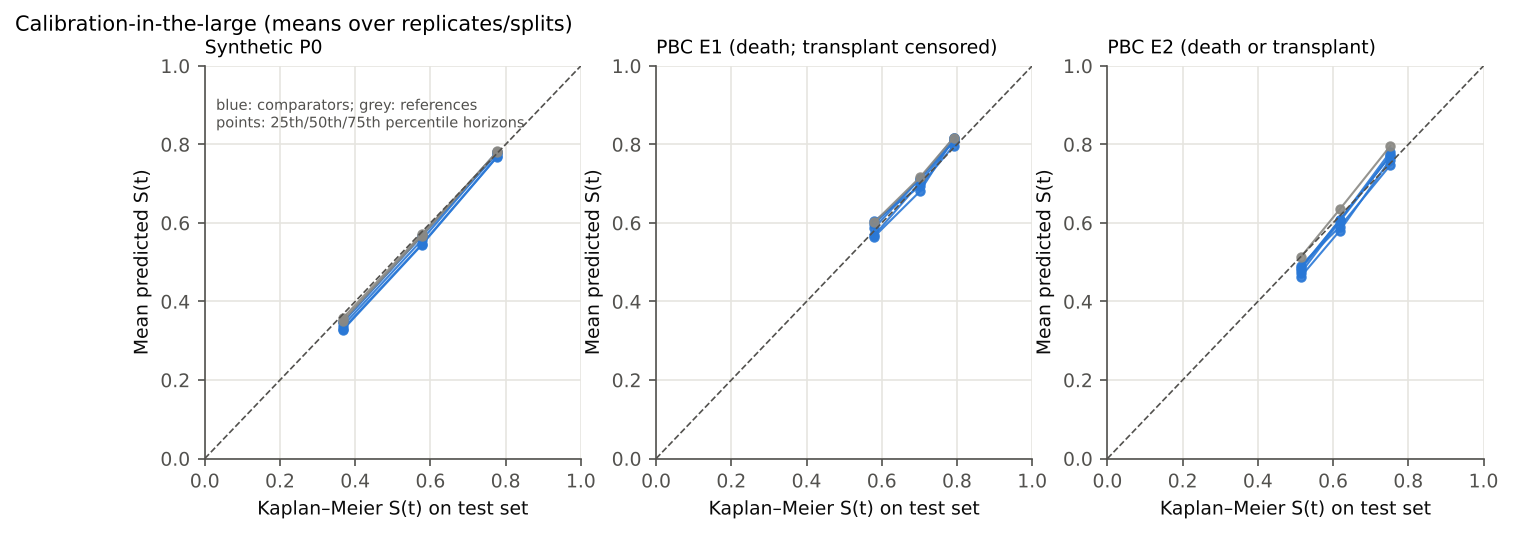 Calibration-in-the-large (means over replicates/splits)
Synthetic P0
1.0
0.8
0.6
0.4
0.2
0.0
Mean predicted S(t)
blue: comparators; grey: references
points: 25th/50th/75th percentile horizons
0.0 0.2 0.4 0.6 0.8 1.0
Kaplan–Meier S(t) on test set
PBC E1 (death; transplant censored)
1.0
0.8
0.6
0.4
0.2
0.0
Mean predicted S(t)
0.0 0.2 0.4 0.6 0.8 1.0
Kaplan–Meier S(t) on test set
PBC E2 (death or transplant)
1.0
0.8
0.6
0.4
0.2
0.0
Mean predicted S(t)
0.0 0.2 0.4 0.6 0.8 1.0
Kaplan–Meier S(t) on test set